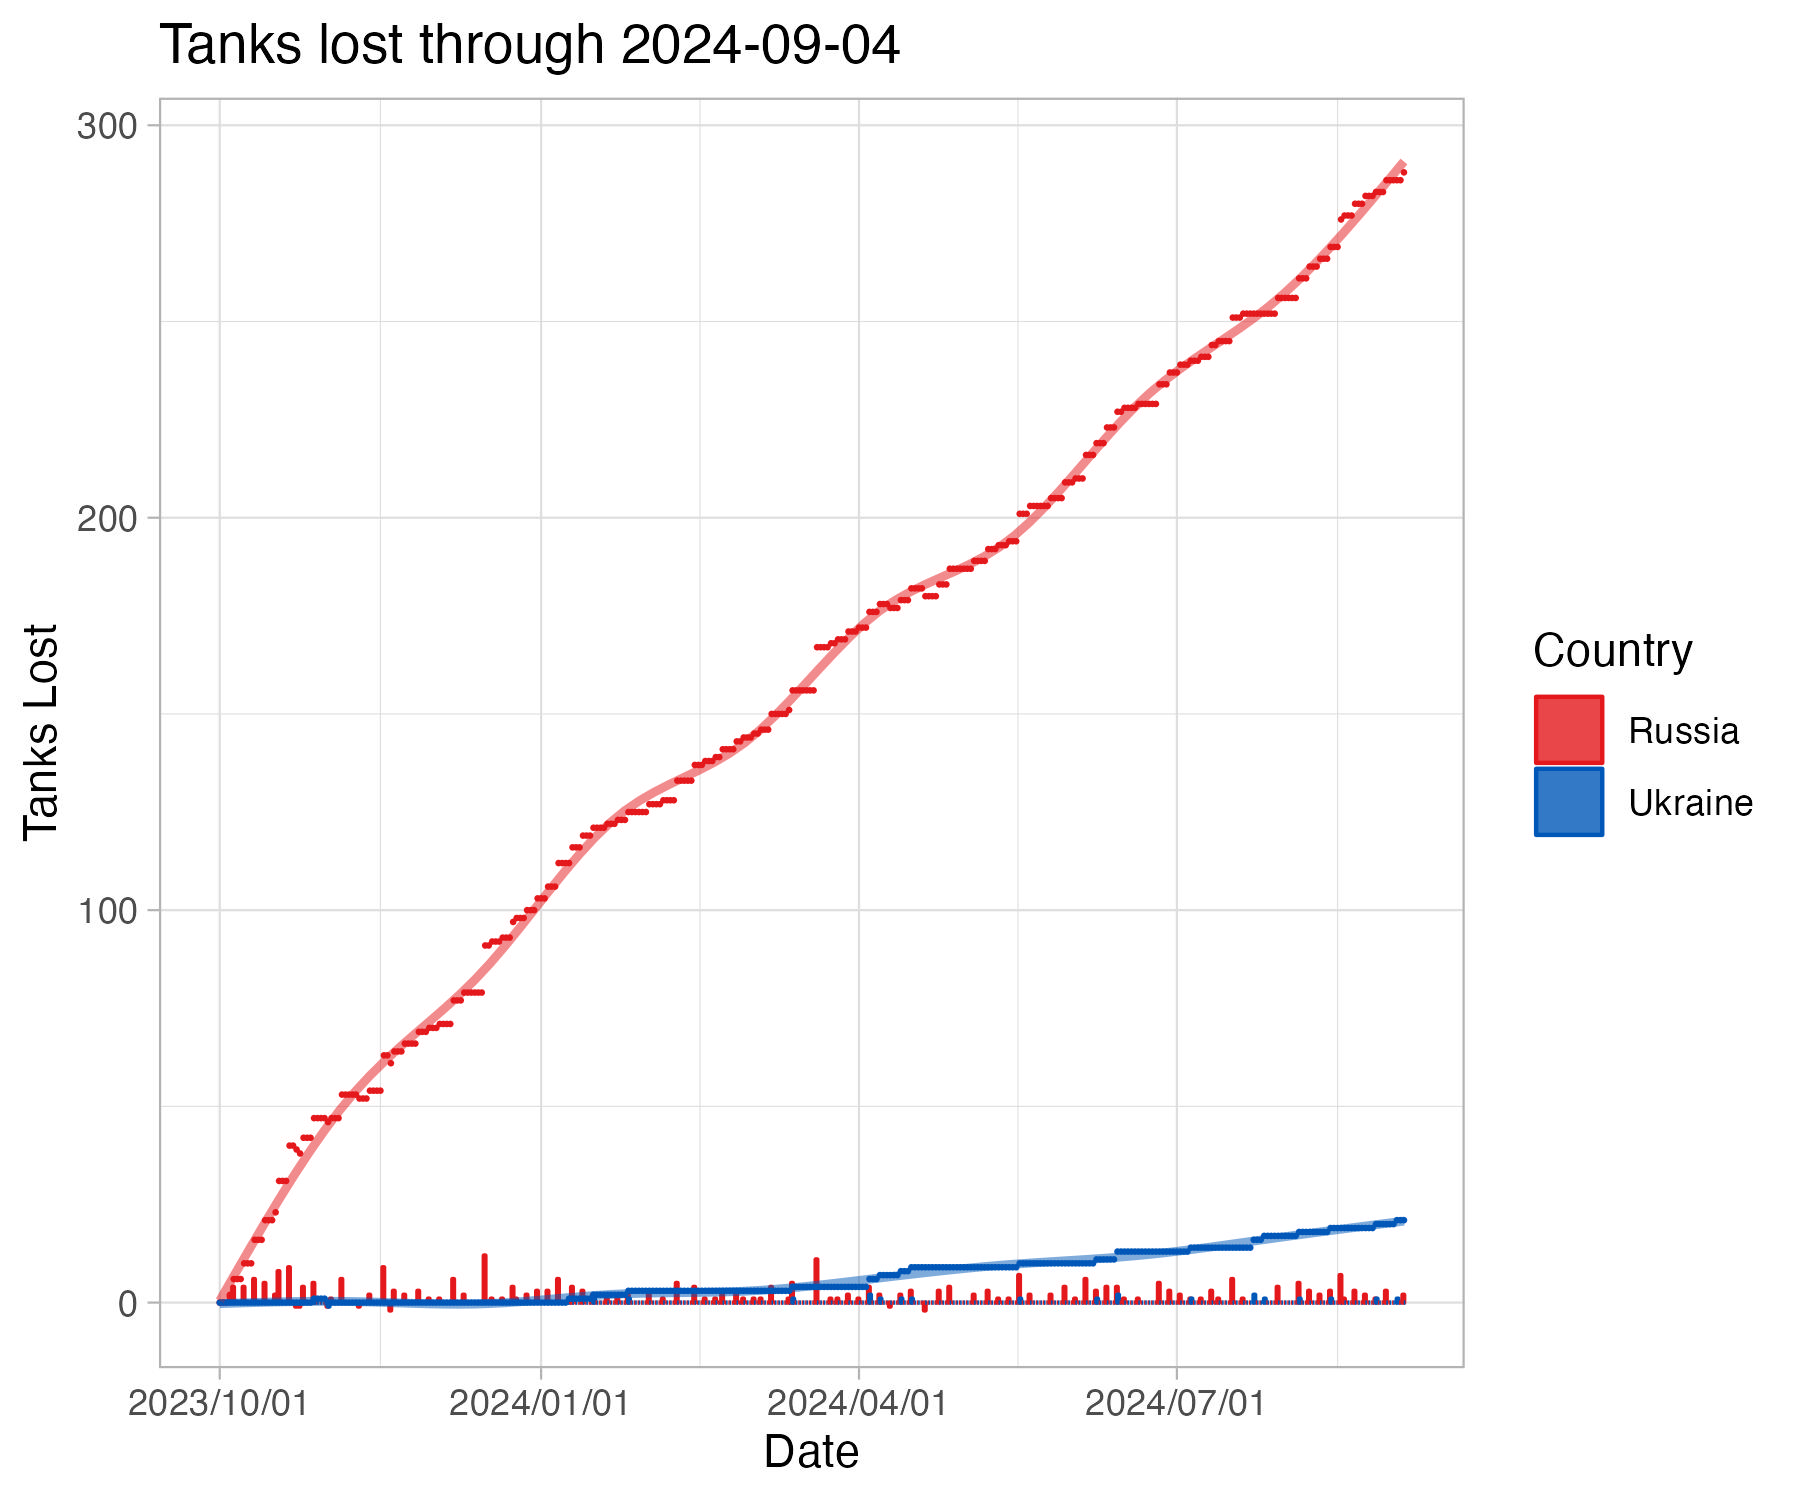 Tanks lost through 2024-09-04
Tanks Lost
300
200
100
0
2023/10/01
2024/01/01
2024/04/01
2024/07/01
Date
Country
Russia
Ukraine